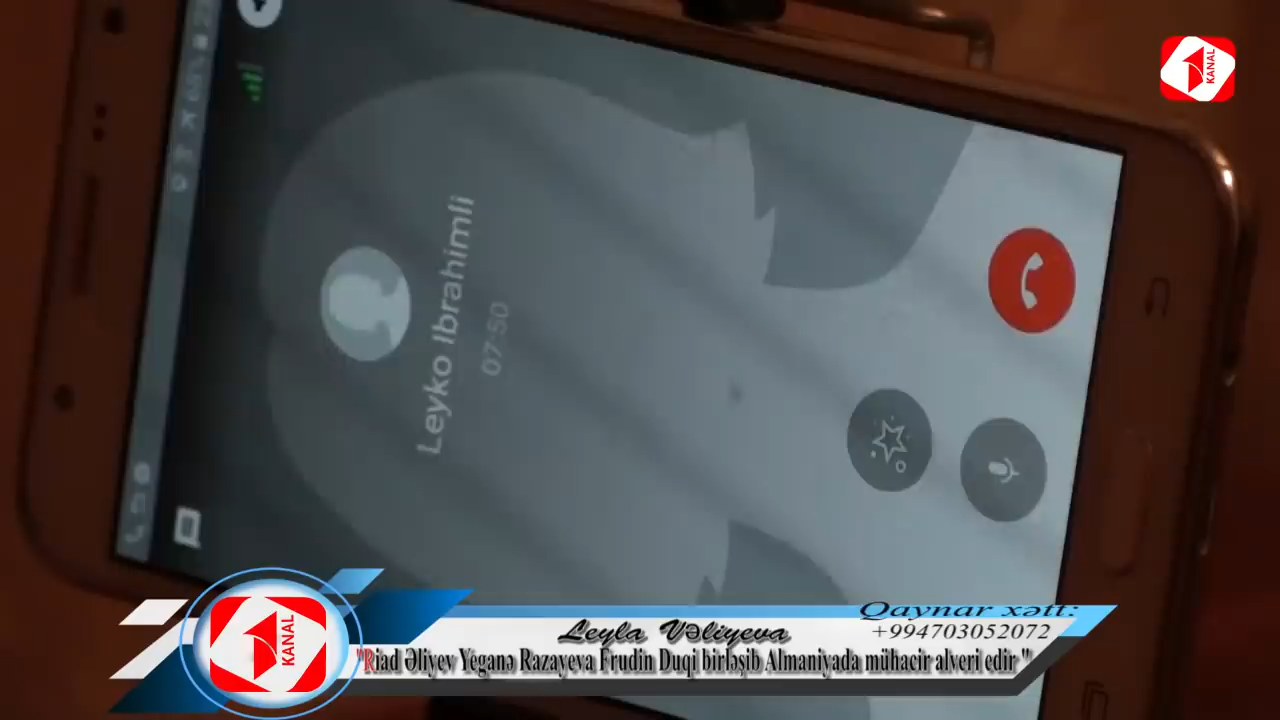 KANAL
Leyko Ibrahimli
07:50
Qaynar xətt:
Leyla Vəliyeva
+994703052072
KANAL
"Riad Əliyev Yeganə Razayeva Frudin Duqi birləşib Almaniyada mühacir alveri edir "